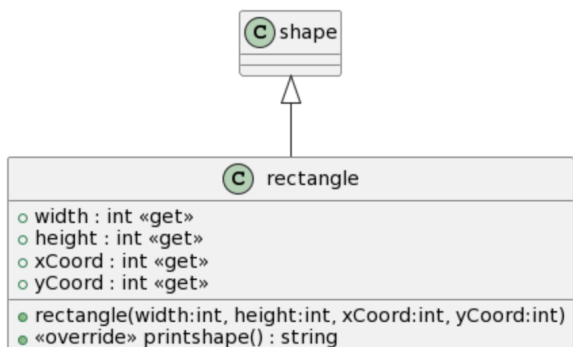 C shape
C rectangle
width : int «get»
height : int «get»
xCoord : int «get»
yCoord : int «get»
rectangle(width:int, height:int, xCoord:int, yCoord:int)
«override» printshape() : string